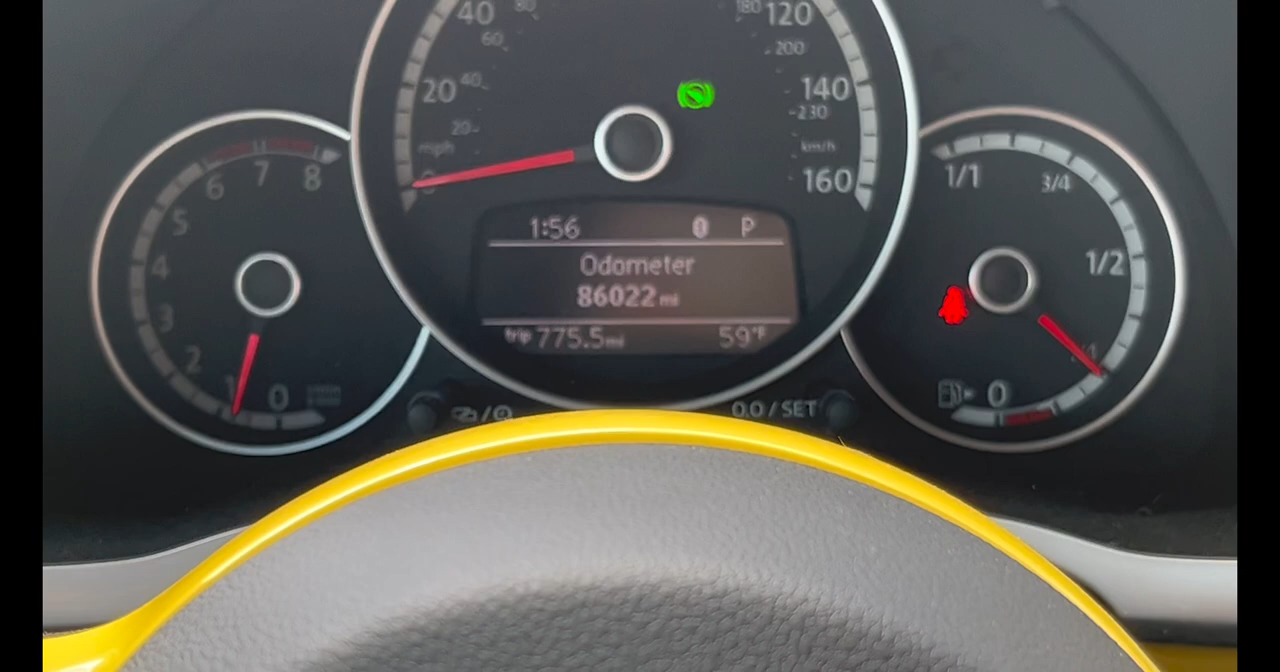 40 80
60
20 40
20
mph
0
180 120
200
140
230
km/h
160
1 2 3 4 5 6 7 8
0
1:56 P
Odometer
86022 mi
trip 775.5 mi 59°F
0.0 / SET
1/1 3/4
1/2
1/4
0